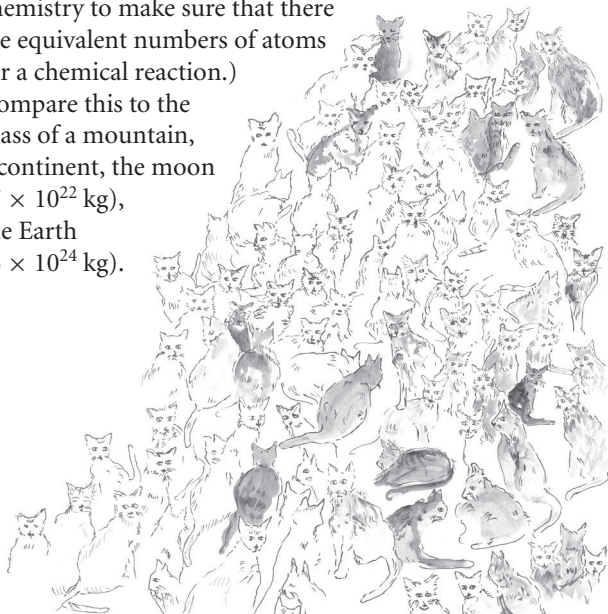 hemistry to make sure that there
e equivalent numbers of atoms
r a chemical reaction.)
ompare this to the
ass of a mountain,
continent, the moon
× 10²² kg),
e Earth
× 10²⁴ kg).